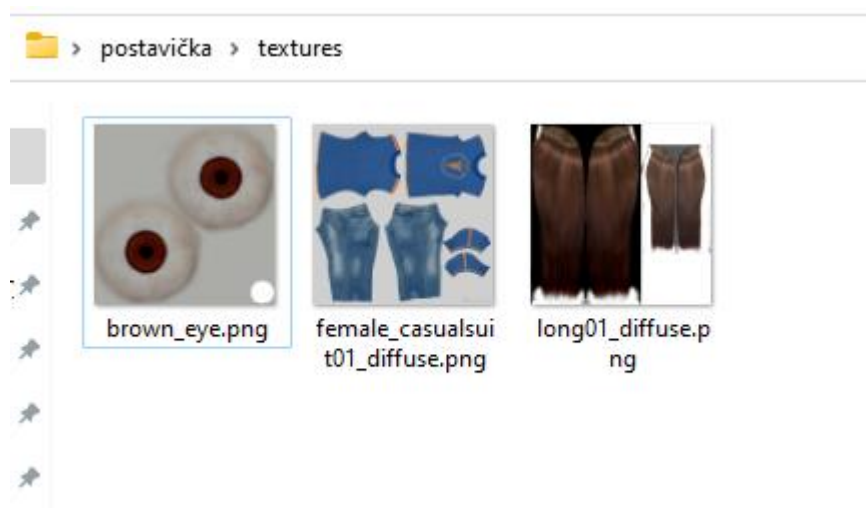 postavička > textures
brown_eye.png
female_casualsui
t01_diffuse.png
long01_diffuse.p
ng